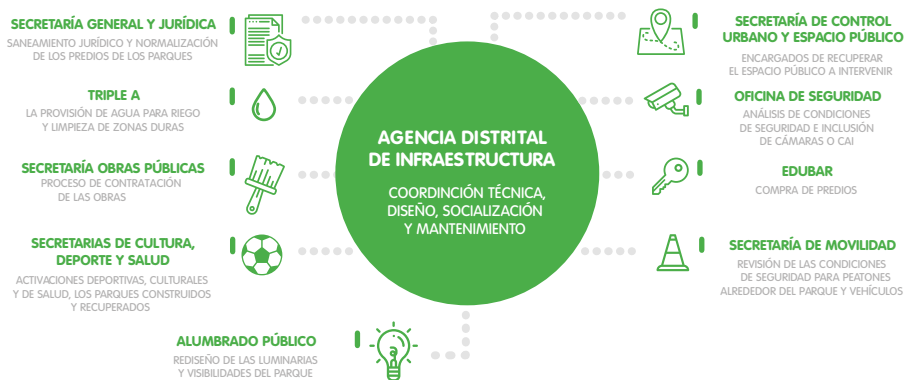 SECRETARÍA GENERAL Y JURÍDICA
SANEAMIENTO JURÍDICO Y NORMALIZACIÓN
DE LOS PREDIOS DE LOS PARQUES
TRIPLE A
LA PROVISIÓN DE AGUA PARA RIEGO
Y LIMPIEZA DE ZONAS DURAS
SECRETARÍA OBRAS PÚBLICAS
PROCESO DE CONTRATACIÓN
DE LAS OBRAS
SECRETARIAS DE CULTURA,
DEPORTE Y SALUD
ACTIVACIONES DEPORTIVAS, CULTURALES
Y DE SALUD, LOS PARQUES CONSTRUIDOS
Y RECUPERADOS
ALUMBRADO PÚBLICO
REDISEÑO DE LAS LUMINARIAS
Y VISIBILIDADES DEL PARQUE
AGENCIA DISTRITAL
DE INFRAESTRUCTURA
COORDINCIÓN TÉCNICA,
DISEÑO, SOCIALIZACIÓN
Y MANTENIMIENTO
SECRETARÍA DE CONTROL
URBANO Y ESPACIO PÚBLICO
ENCARGADOS DE RECUPERAR
EL ESPACIO PÚBLICO A INTERVENIR
OFICINA DE SEGURIDAD
ANÁLISIS DE CONDICIONES
DE SEGURIDAD E INCLUSIÓN
DE CÁMARAS O CAI
EDUBAR
COMPRA DE PREDIOS
SECRETARÍA DE MOVILIDAD
REVISIÓN DE LAS CONDICIONES
DE SEGURIDAD PARA PEATONES
ALREDEDOR DEL PARQUE Y VEHÍCULOS